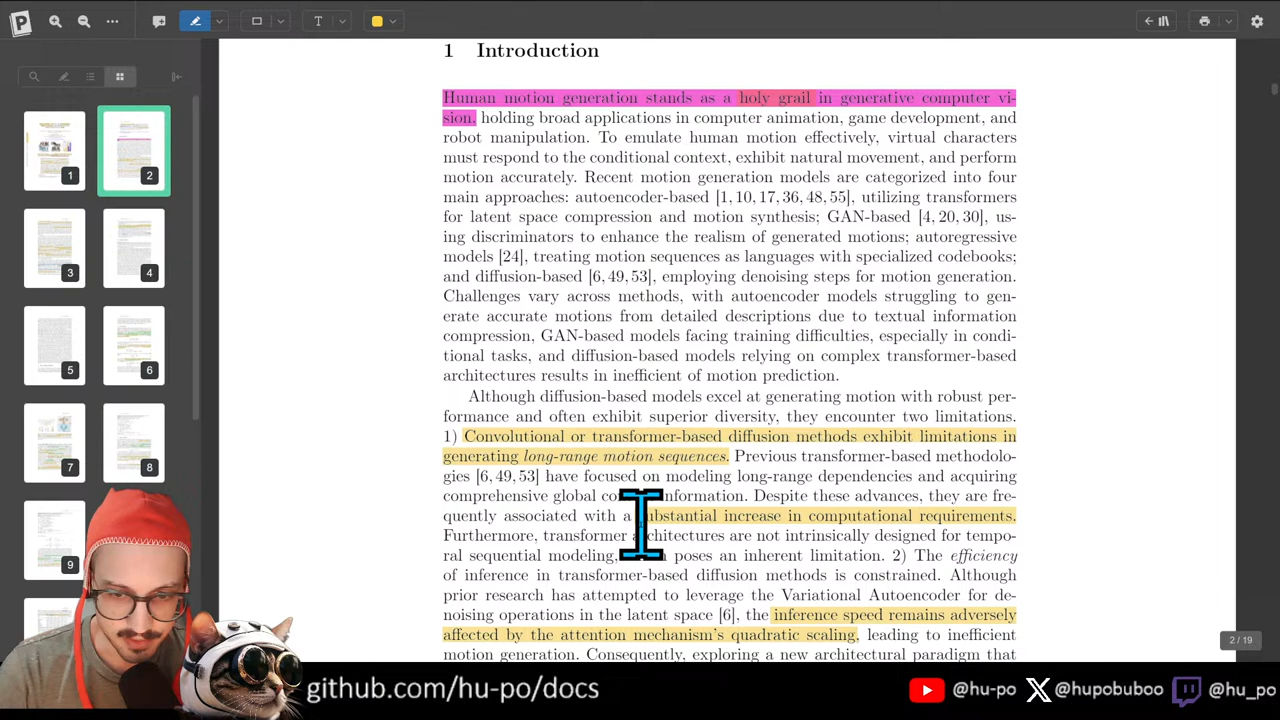 1 Introduction
Human motion generation stands as a holy grail in generative computer vi-
sion. holding broad applications in computer animation, game development, and
robot manipulation. To emulate human motion effectively, virtual characters
must respond to the conditional context, exhibit natural movement, and perform
motion accurately. Recent motion generation models are categorized into four
main approaches: autoencoder-based [1, 10, 17, 36, 48, 55], utilizing transformers
for latent space compression and motion synthesis; GAN-based [4, 20, 30], us-
ing discriminators to enhance the realism of generated motions; autoregressive
models [24], treating motion sequences as languages with specialized codebooks;
and diffusion-based [6, 49, 53], employing denoising steps for motion generation.
Challenges vary across methods, with autoencoder models struggling to gen-
erate accurate motions from detailed descriptions due to textual information
compression, GAN-based models facing training difficulties, especially in condi-
tional tasks, and diffusion-based models relying on complex transformer-based
architectures results in inefficient of motion prediction.
Although diffusion-based models excel at generating motion with robust per-
formance and often exhibit superior diversity, they encounter two limitations.
1) Convolutional or transformer-based diffusion methods exhibit limitations in
generating long-range motion sequences. Previous transformer-based methodolo-
gies [6, 49, 53] have focused on modeling long-range dependencies and acquiring
comprehensive global information. Despite these advances, they are fre-
quently associated with a substantial increase in computational requirements.
Furthermore, transformer architectures are not intrinsically designed for tempo-
ral sequential modeling, poses an inherent limitation. 2) The efficiency
of inference in transformer-based diffusion methods is constrained. Although
prior research has attempted to leverage the Variational Autoencoder for de-
noising operations in the latent space [6], the inference speed remains adversely
affected by the attention mechanism's quadratic scaling, leading to inefficient
motion generation. Consequently, exploring a new architectural paradigm that
1
2
3
4
5
6
7
8
9
2 / 19
github.com/hu-po/docs
@hu-po
@hupobuboo
@hu_po